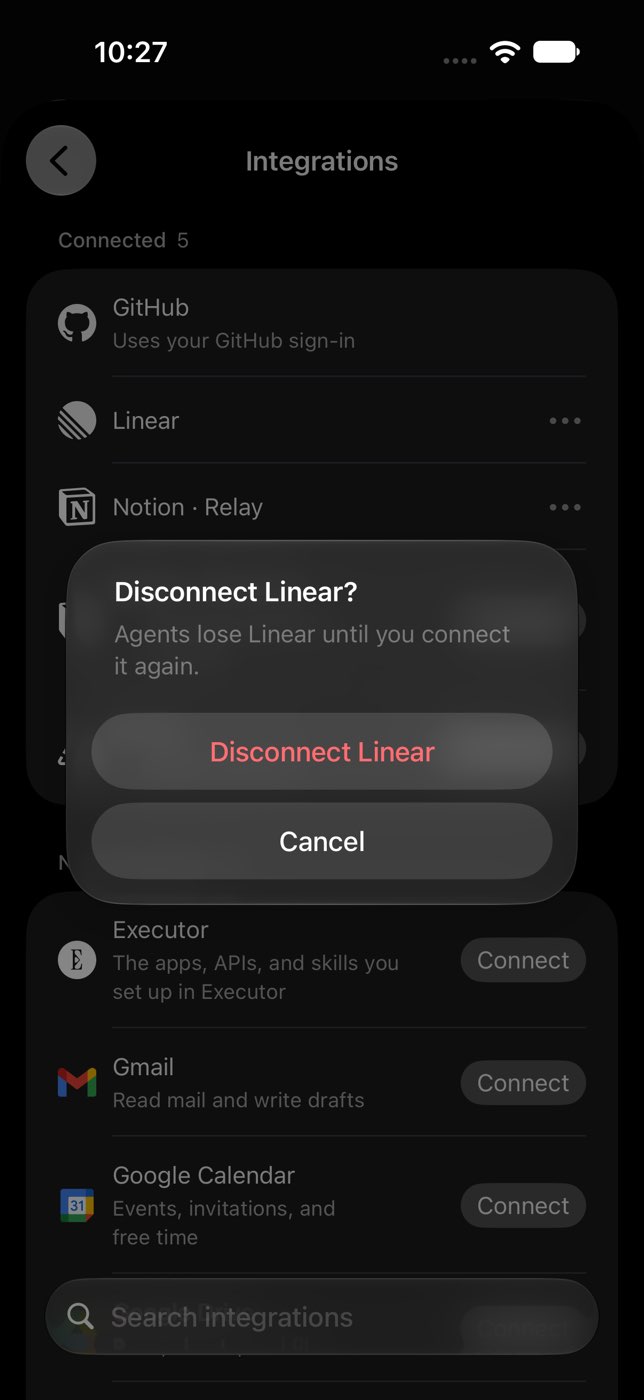 10:27
Integrations
Connected 5
GitHub
Uses your GitHub sign-in
Linear
Notion · Relay
Disconnect Linear?
Agents lose Linear until you connect
it again.
Disconnect Linear
Cancel
Executor
The apps, APIs, and skills you
set up in Executor
Connect
Gmail
Read mail and write drafts
Connect
Google Calendar
Events, invitations, and
free time
Connect
Search integrations
Connect